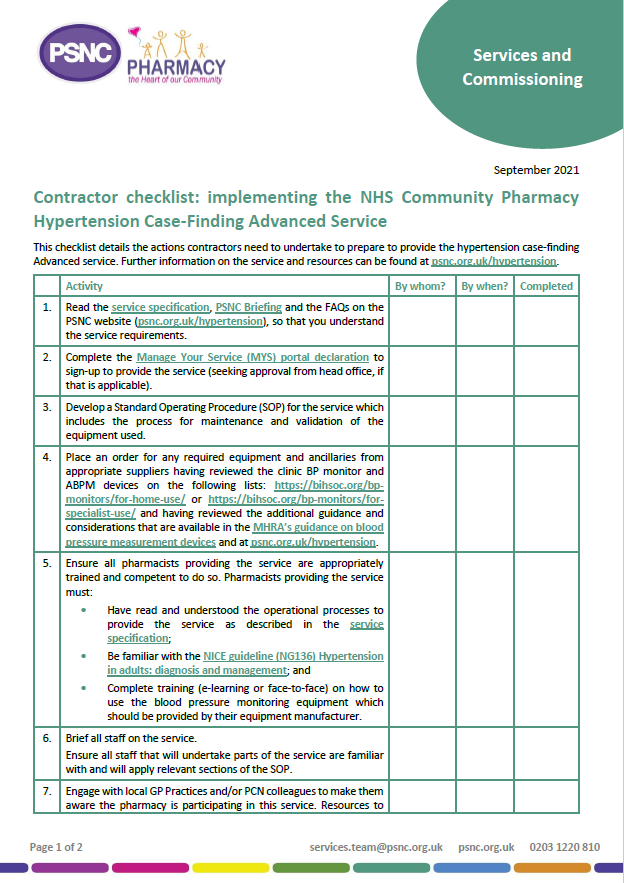 PSNC
PHARMACY
the Heart of our Community
Services and
Commissioning
September 2021
Contractor checklist: implementing the NHS Community Pharmacy
Hypertension Case-Finding Advanced Service
This checklist details the actions contractors need to undertake to prepare to provide the hypertension case-finding
Advanced service. Further information on the service and resources can be found at psnc.org.uk/hypertension.
Activity By whom? By when? Completed
1. Read the service specification, PSNC Briefing and the FAQs on the
PSNC website (psnc.org.uk/hypertension), so that you understand
the service requirements.
2. Complete the Manage Your Service (MYS) portal declaration to
sign-up to provide the service (seeking approval from head office, if
that is applicable).
3. Develop a Standard Operating Procedure (SOP) for the service which
includes the process for maintenance and validation of the
equipment used.
4. Place an order for any required equipment and ancillaries from
appropriate suppliers having reviewed the clinic BP monitor and
ABPM devices on the following lists: https://bihsoc.org/bp-
monitors/for-home-use/ or https://bihsoc.org/bp-monitors/for-
specialist-use/ and having reviewed the additional guidance and
considerations that are available in the MHRA's guidance on blood
pressure measurement devices and at psnc.org.uk/hypertension.
5. Ensure all pharmacists providing the service are appropriately
trained and competent to do so. Pharmacists providing the service
must:
• Have read and understood the operational processes to
provide the service as described in the service
specification;
• Be familiar with the NICE guideline (NG136) Hypertension
in adults: diagnosis and management; and
• Complete training (e-learning or face-to-face) on how to
use the blood pressure monitoring equipment which
should be provided by their equipment manufacturer.
6. Brief all staff on the service.
Ensure all staff that will undertake parts of the service are familiar
with and will apply relevant sections of the SOP.
7. Engage with local GP Practices and/or PCN colleagues to make them
aware the pharmacy is participating in this service. Resources to
Page 1 of 2 services.team@psnc.org.uk psnc.org.uk 0203 1220 810